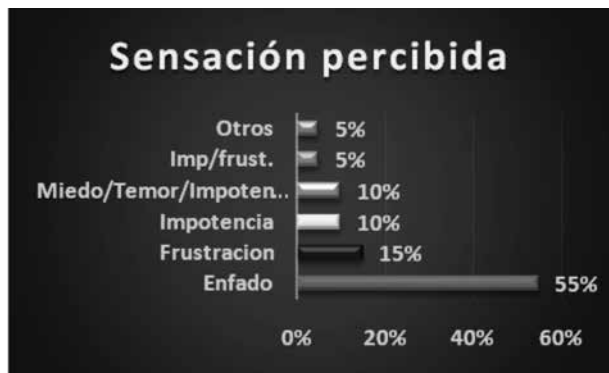 Sensación percibida
Otros 5%
Imp/frust. 5%
Miedo/Temor/Impoten... 10%
Impotencia 10%
Frustracion 15%
Enfado 55%
0% 20% 40% 60%